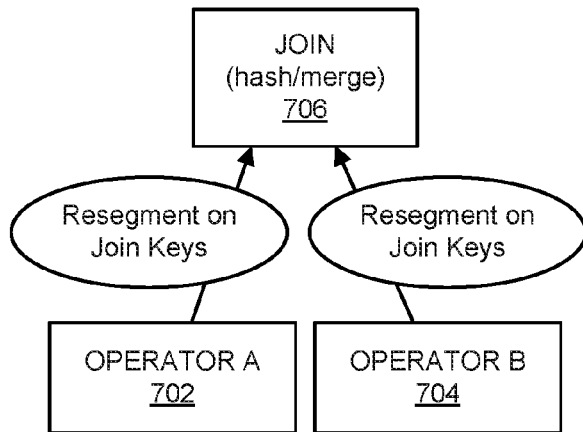 JOIN
(hash/merge)
706
Resegment on
Join Keys
Resegment on
Join Keys
OPERATOR A
702
OPERATOR B
704